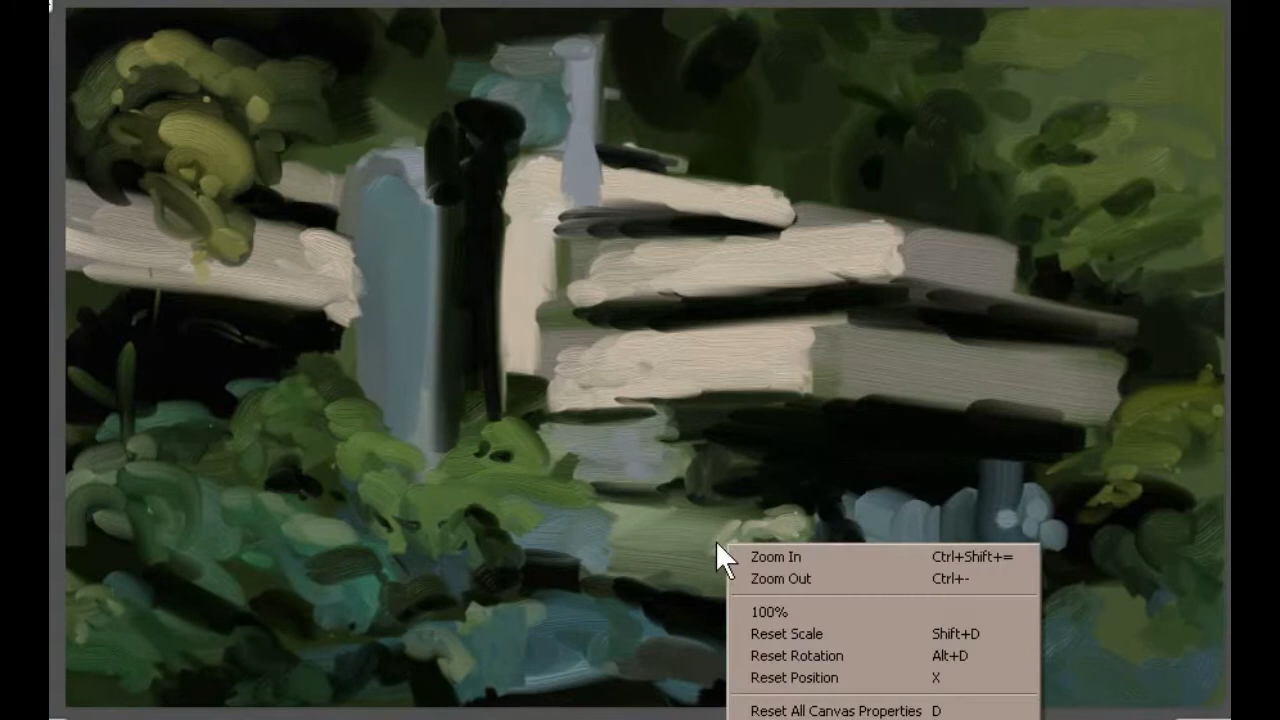 Zoom In Ctrl+Shift+=
Zoom Out Ctrl+-
100%
Reset Scale Shift+D
Reset Rotation Alt+D
Reset Position X
Reset All Canvas Properties D